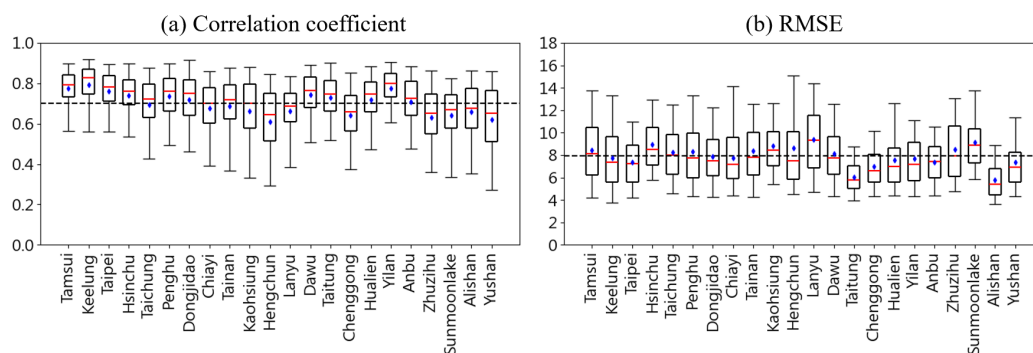 (a) Correlation coefficient
1.0
0.8
0.6
0.4
0.2
0.0
Tamsui
Keelung
Taipei
Hsinchu
Taichung
Penghu
Dongjidao
Chiayi
Tainan
Kaohsiung
Hengchun
Lanyu
Dawu
Taitung
Chenggong
Hualien
Yilan
Anbu
Zhuzihu
Sunmoonlake
Alishan
Yushan
(b) RMSE
18
16
14
12
10
8
6
4
2
0
Tamsui
Keelung
Taipei
Hsinchu
Taichung
Penghu
Dongjidao
Chiayi
Tainan
Kaohsiung
Hengchun
Lanyu
Dawu
Taitung
Chenggong
Hualien
Yilan
Anbu
Zhuzihu
Sunmoonlake
Alishan
Yushan